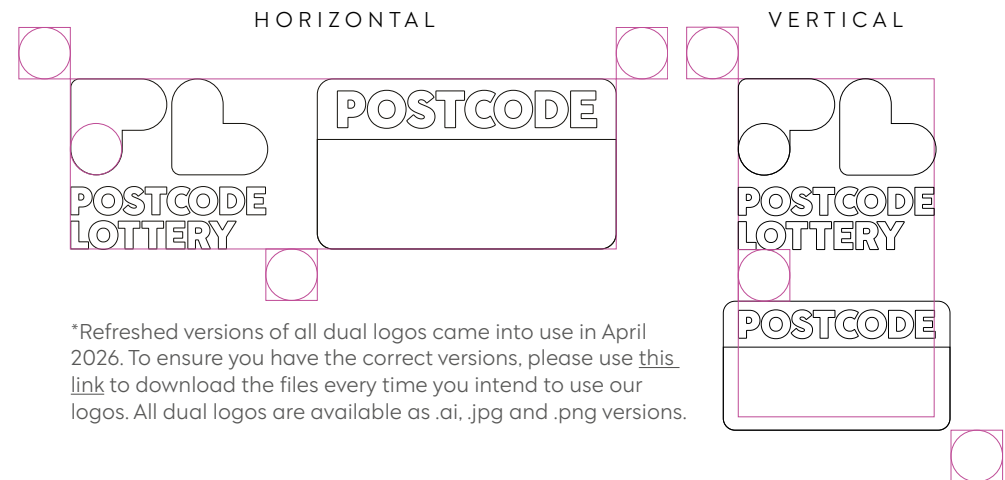 HORIZONTAL
VERTICAL
POSTCODE
POSTCODE
LOTTERY
POSTCODE
LOTTERY
POSTCODE
*Refreshed versions of all dual logos came into use in April
2026. To ensure you have the correct versions, please use this
link to download the files every time you intend to use our
logos. All dual logos are available as .ai, .jpg and .png versions.